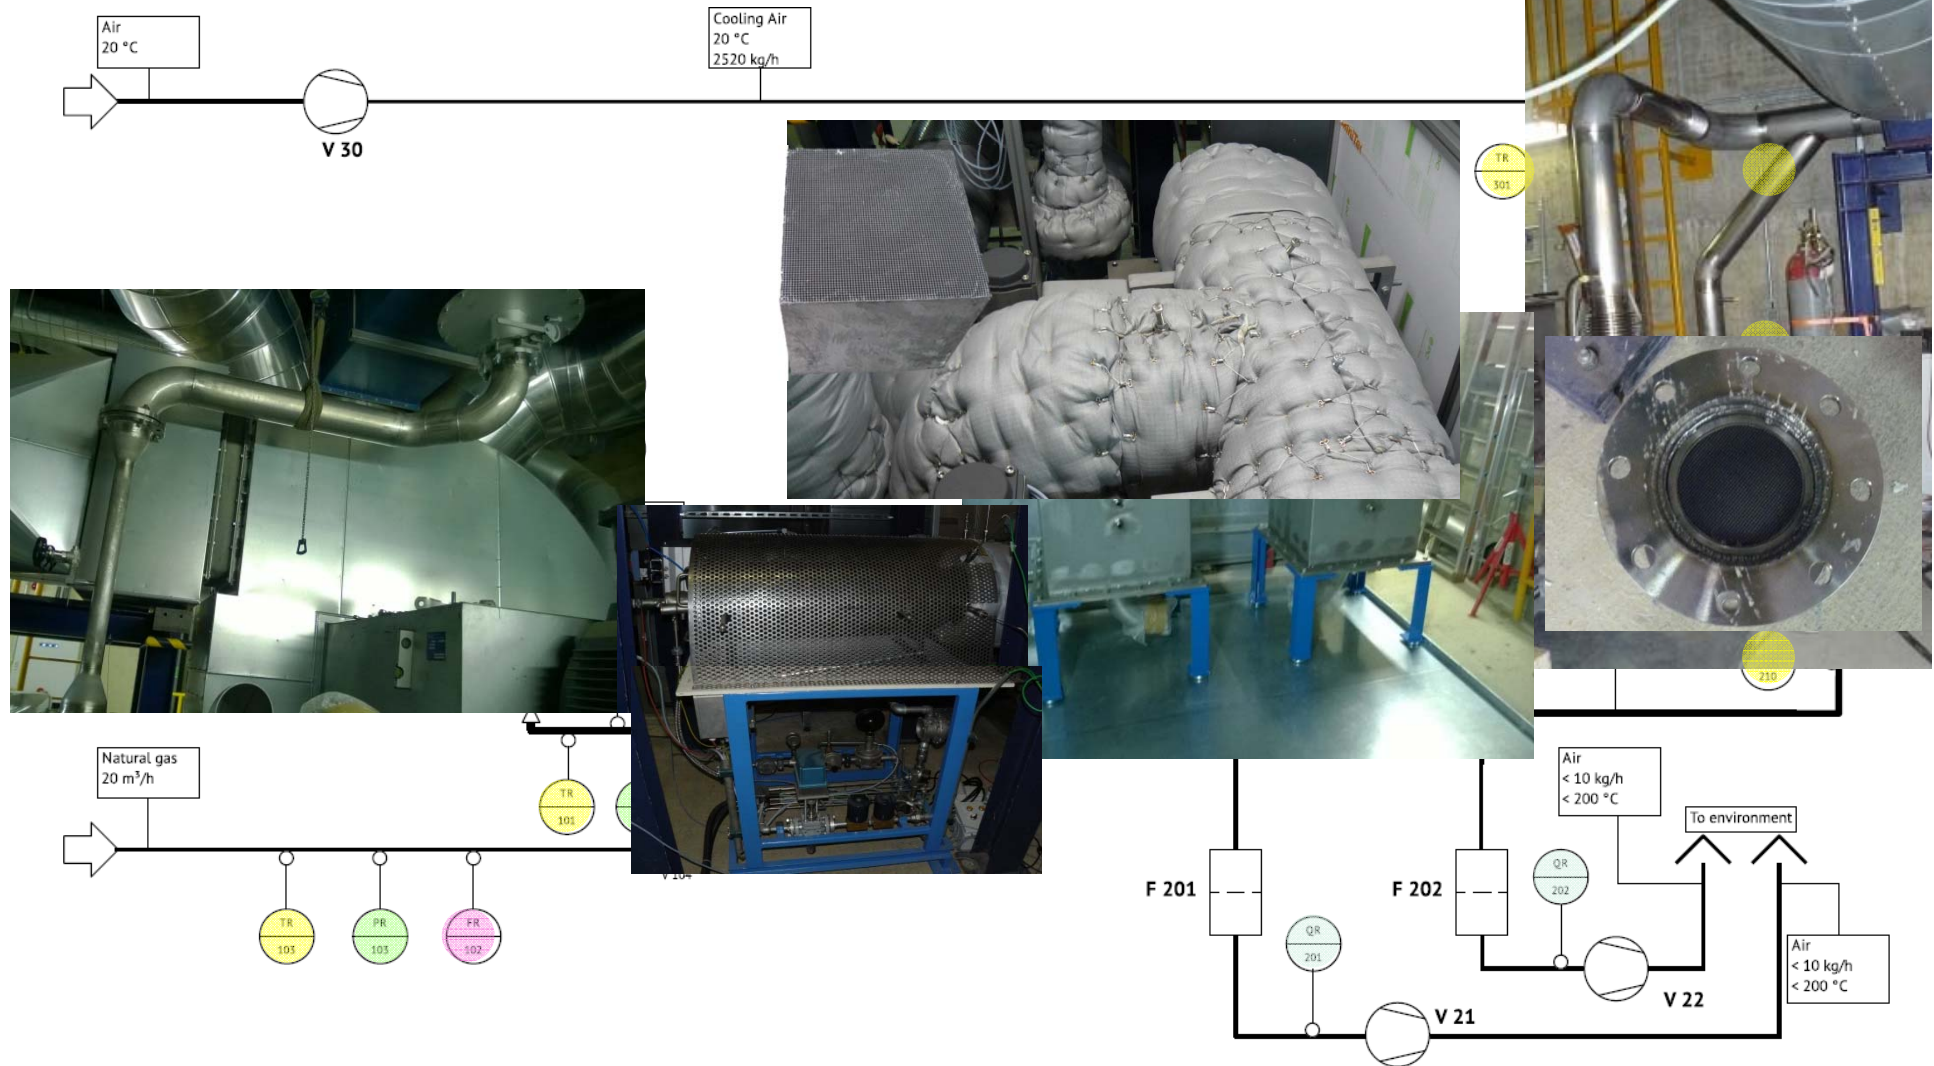 Air
20 °C
Cooling Air
20 °C
2520 kg/h
V 30
TR
301
210
Natural gas
20 m³/h
TR
101
TR
103
PR
103
FR
102
V 104
Air
< 10 kg/h
< 200 °C
To environment
F 201
F 202
QR
202
QR
201
V 22
V 21
Air
< 10 kg/h
< 200 °C